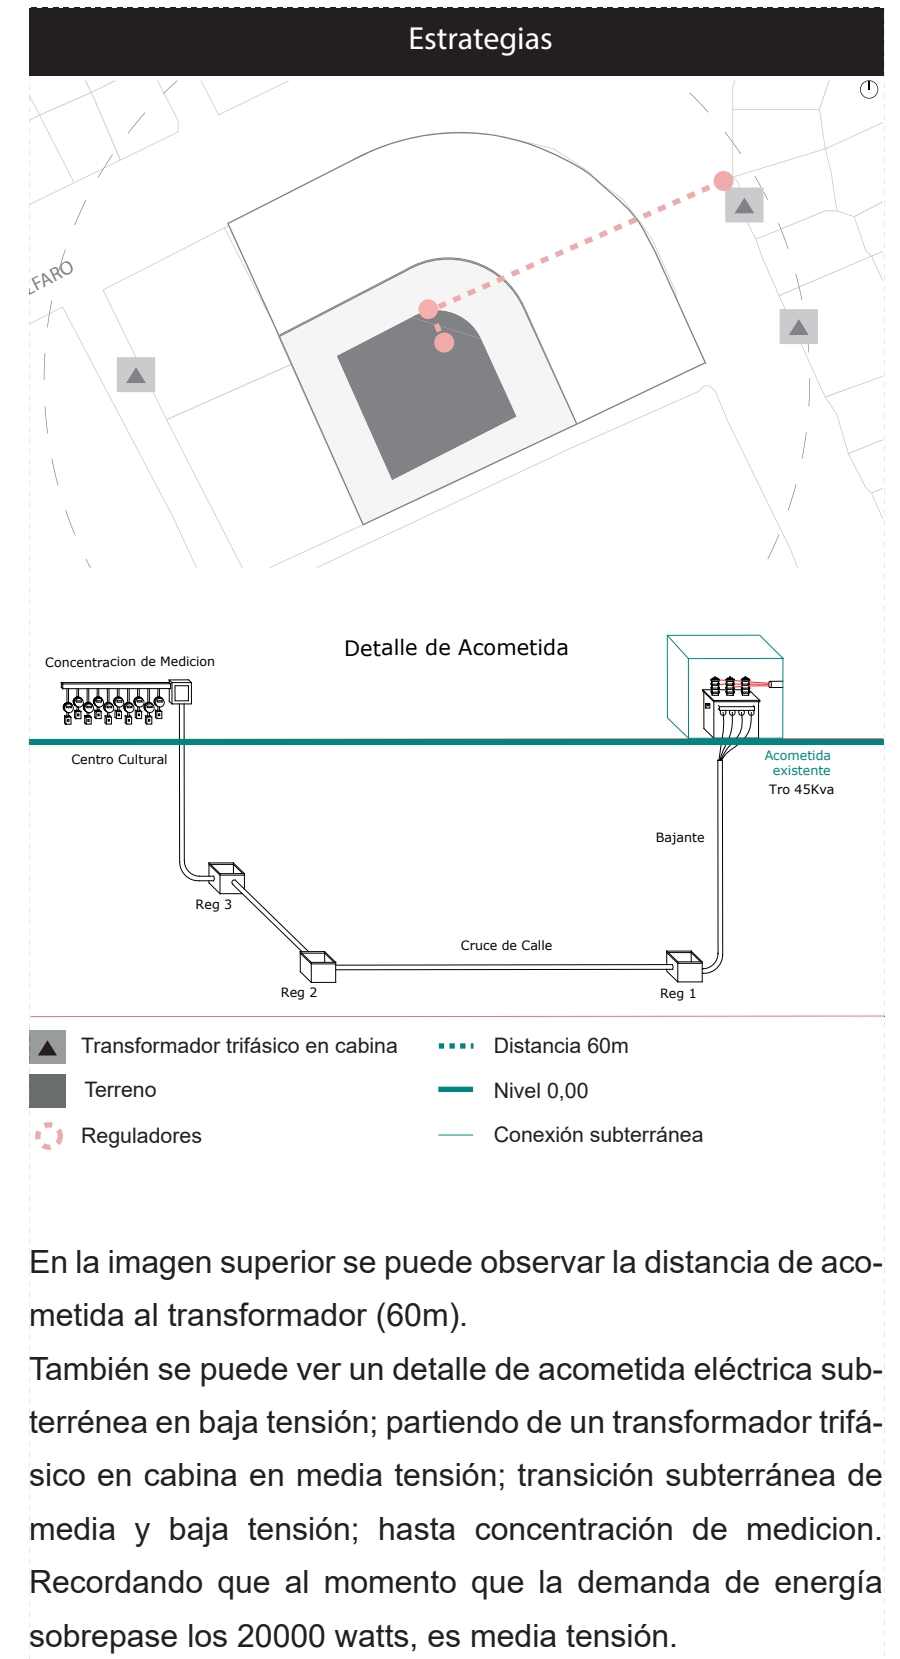 Estrategias
LFARO
Detalle de Acometida
Concentracion de Medicion
Centro Cultural
Acometida
existente
Tro 45Kva
Bajante
Reg 3
Cruce de Calle
Reg 2
Reg 1
Transformador trifásico en cabina
Distancia 60m
Terreno
Nivel 0,00
Reguladores
Conexión subterránea
En la imagen superior se puede observar la distancia de aco-
metida al transformador (60m).
También se puede ver un detalle de acometida eléctrica sub-
terrénea en baja tensión; partiendo de un transformador trifá-
sico en cabina en media tensión; transición subterránea de
media y baja tensión; hasta concentración de medicion.
Recordando que al momento que la demanda de energía
sobrepase los 20000 watts, es media tensión.